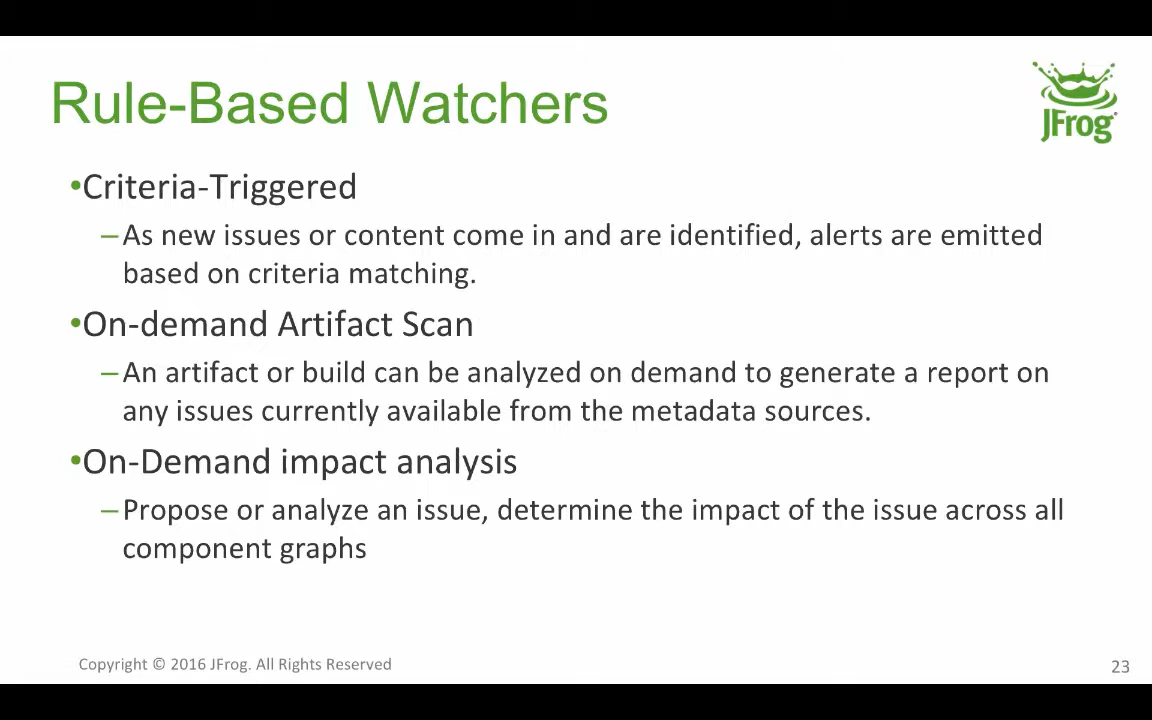 Rule-Based Watchers
JFrog
•Criteria-Triggered
–As new issues or content come in and are identified, alerts are emitted
based on criteria matching.
•On-demand Artifact Scan
–An artifact or build can be analyzed on demand to generate a report on
any issues currently available from the metadata sources.
•On-Demand impact analysis
–Propose or analyze an issue, determine the impact of the issue across all
component graphs
Copyright © 2016 JFrog. All Rights Reserved
23